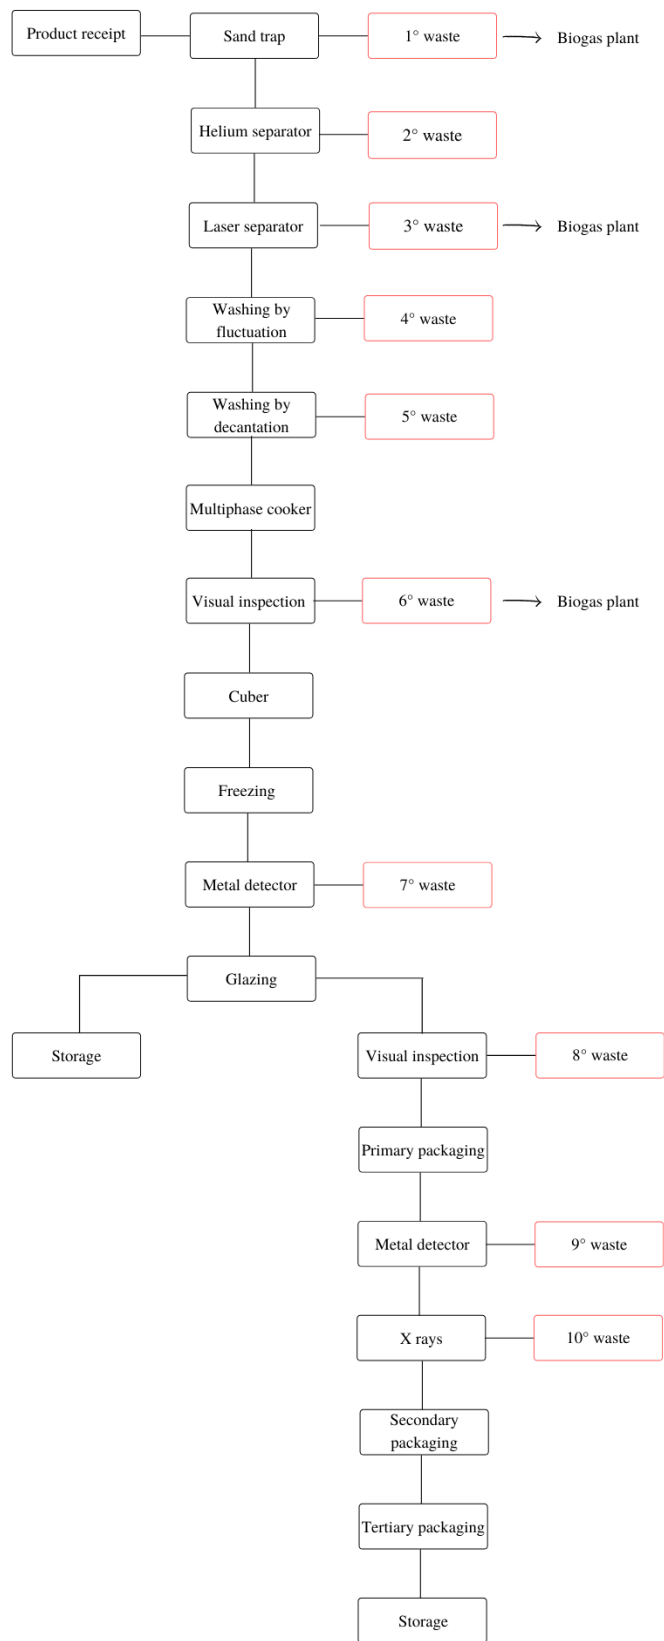 Product receipt
Sand trap
1° waste
Biogas plant
Helium separator
2° waste
Laser separator
3° waste
Biogas plant
Washing by
fluctuation
4° waste
Washing by
decantation
5° waste
Multiphase cooker
Visual inspection
6° waste
Biogas plant
Cuber
Freezing
Metal detector
7° waste
Glazing
Storage
Visual inspection
8° waste
Primary packaging
Metal detector
9° waste
X rays
10° waste
Secondary
packaging
Tertiary packaging
Storage